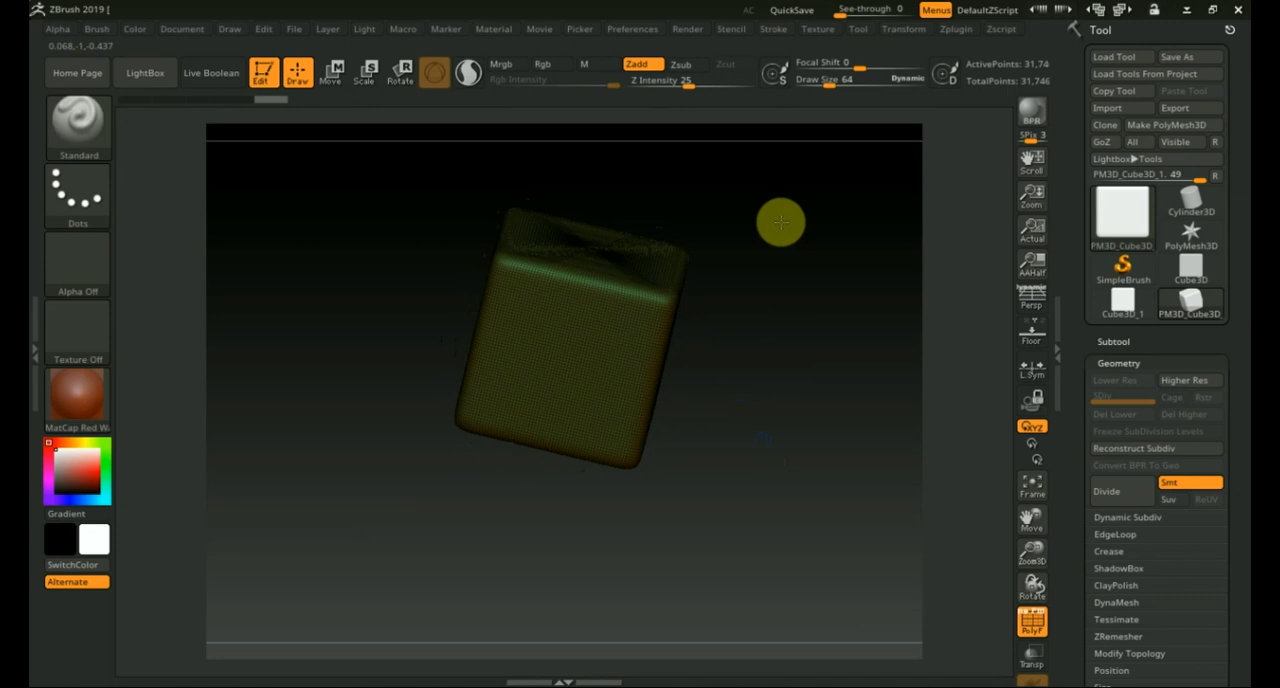 ZBrush 2019 [
AC QuickSave See-through 0 Menus DefaultZScript
Alpha Brush Color Document Draw Edit File Layer Light Macro Marker Material Movie Picker Preferences Render Stencil Stroke Texture Tool Transform Zplugin Zscript
0.068,-1,-0.437
Home Page LightBox Live Boolean Edit Draw Move Scale Rotate
Mrgb Rgb M Zadd Zsub Cut
Rgb Intensity Z Intensity 25
Focal Shift 0
Draw Size 64 Dynamic
S
D
ActivePoints: 31,74
TotalPoints: 31,746
Standard
Dots
Alpha Off
Texture Off
MatCap Red W
Gradient
SwitchColor
Alternate
BPR
SPix 3
Scroll
Zoom
Actual
AAHalf
Dynamic
Persp
Floor
L.Sym
XYZ
Frame
Move
Zoom3D
Rotate
PolyF
Transp
Tool
Load Tool Save As
Load Tools From Project
Copy Tool Paste Tool
Import Export
Clone Make PolyMesh3D
GoZ All Visible R
Lightbox▶Tools
PM3D_Cube3D_1. 49 R
PM3D_Cube3D_ Cylinder3D
PolyMesh3D
SimpleBrush Cube3D
Cube3D_1 PM3D_Cube3D_
Subtool
Geometry
Lower Res Higher Res
SDiv Cage Rstr
Del Lower Del Higher
Freeze SubDivision Levels
Reconstruct Subdiv
Convert BPR To Geo
Divide Smt
Suv ReUV
Dynamic Subdiv
EdgeLoop
Crease
ShadowBox
ClayPolish
DynaMesh
Tessimate
ZRemesher
Modify Topology
Position